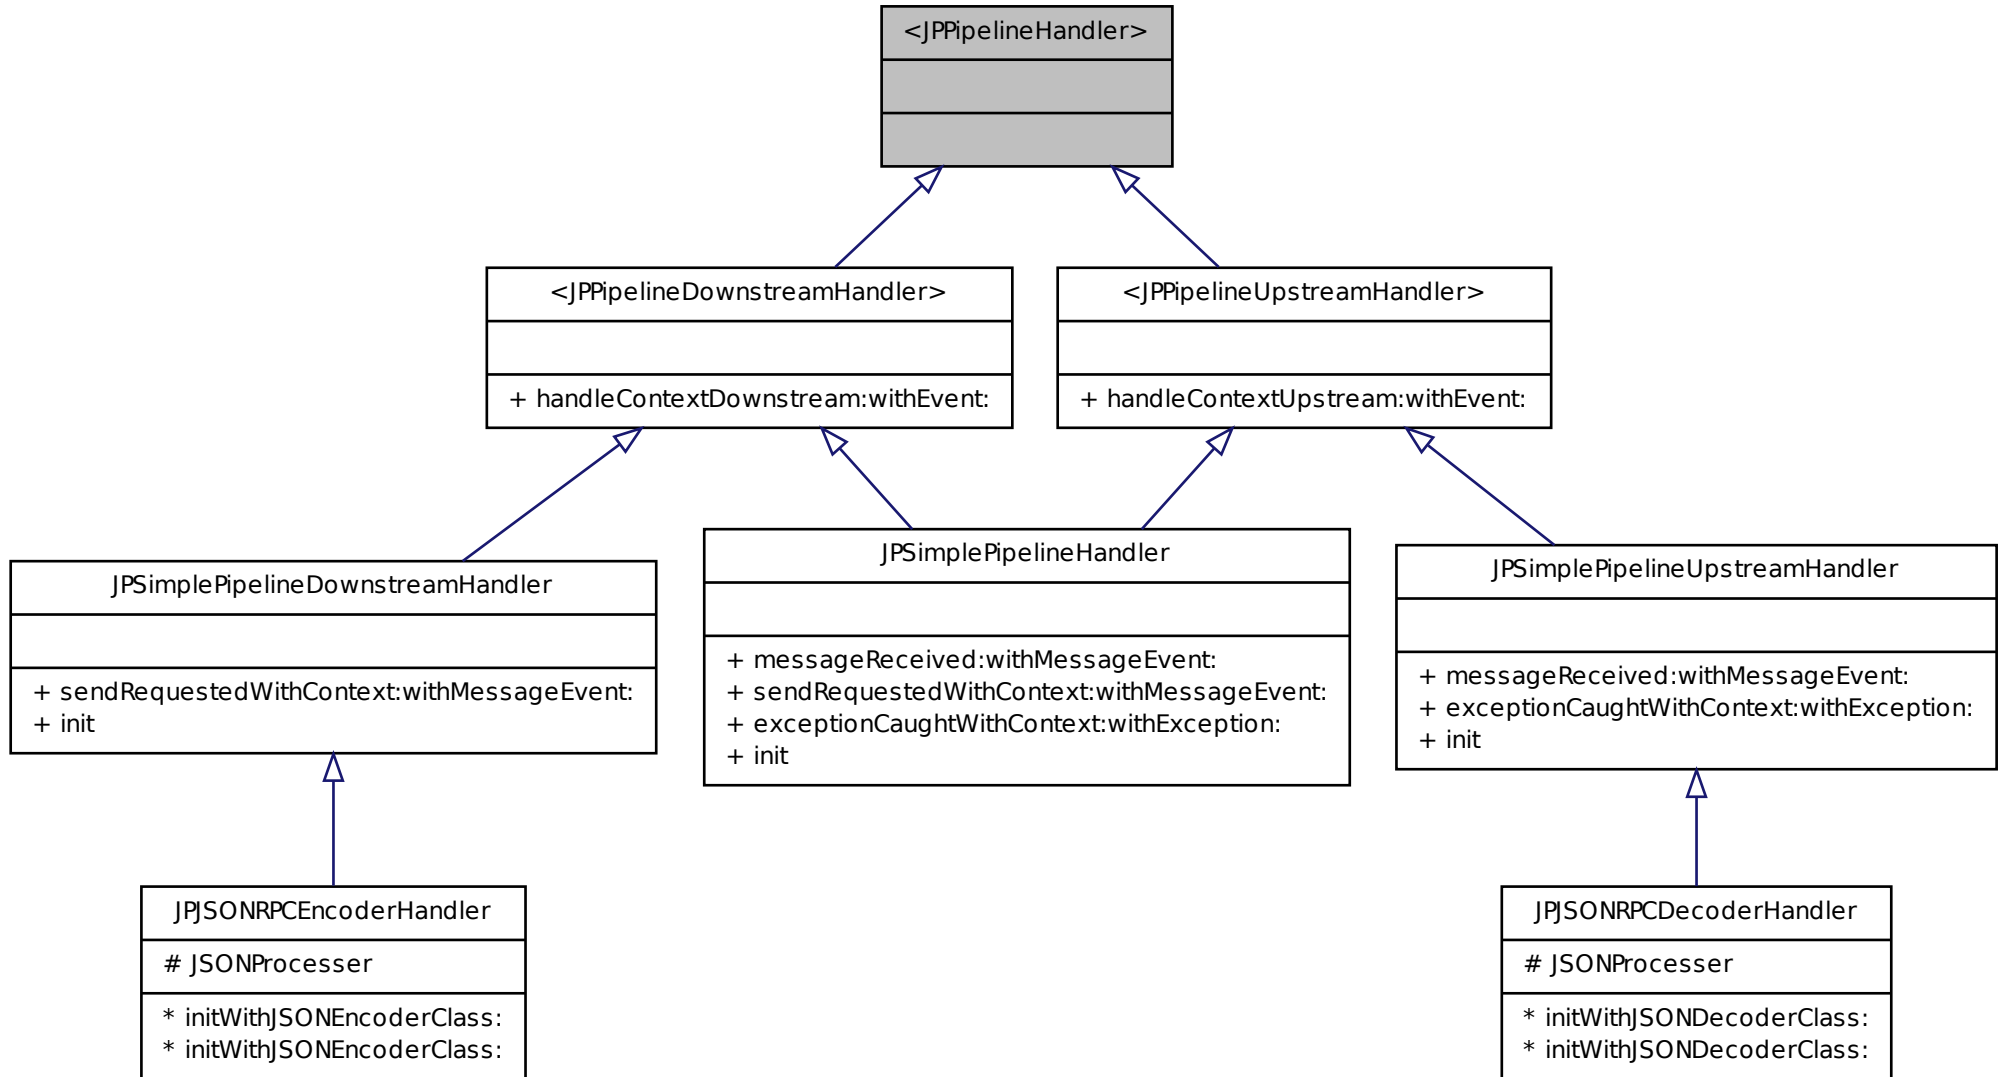 <JPPipelineHandler>
<JPPipelineDownstreamHandler>
+ handleContextDownstream:withEvent:
<JPPipelineUpstreamHandler>
+ handleContextUpstream:withEvent:
JPSimplePipelineDownstreamHandler
+ sendRequestedWithContext:withMessageEvent:
+ init
JPSimplePipelineHandler
+ messageReceived:withMessageEvent:
+ sendRequestedWithContext:withMessageEvent:
+ exceptionCaughtWithContext:withException:
+ init
JPSimplePipelineUpstreamHandler
+ messageReceived:withMessageEvent:
+ exceptionCaughtWithContext:withException:
+ init
JPJSONRPCEncoderHandler
# JSONProcesser
* initWithJSONEncoderClass:
* initWithJSONEncoderClass:
JPJSONRPCDecoderHandler
# JSONProcesser
* initWithJSONDecoderClass:
* initWithJSONDecoderClass: